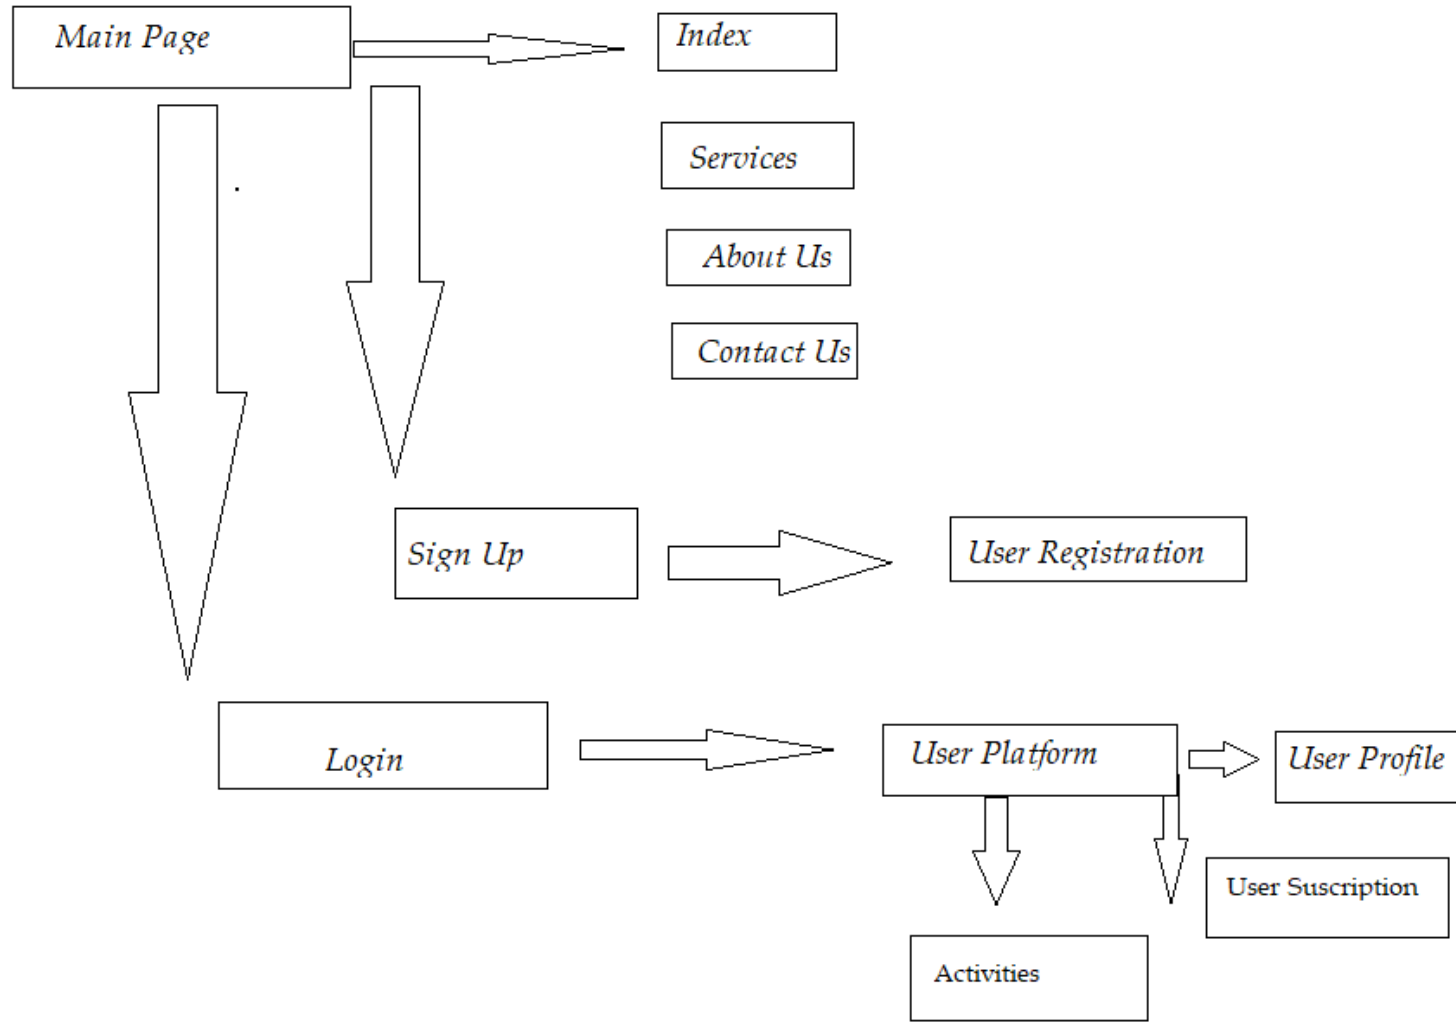 Main Page
Index
Services
About Us
Contact Us
Sign Up
User Registration
Login
User Platform
User Profile
User Suscription
Activities